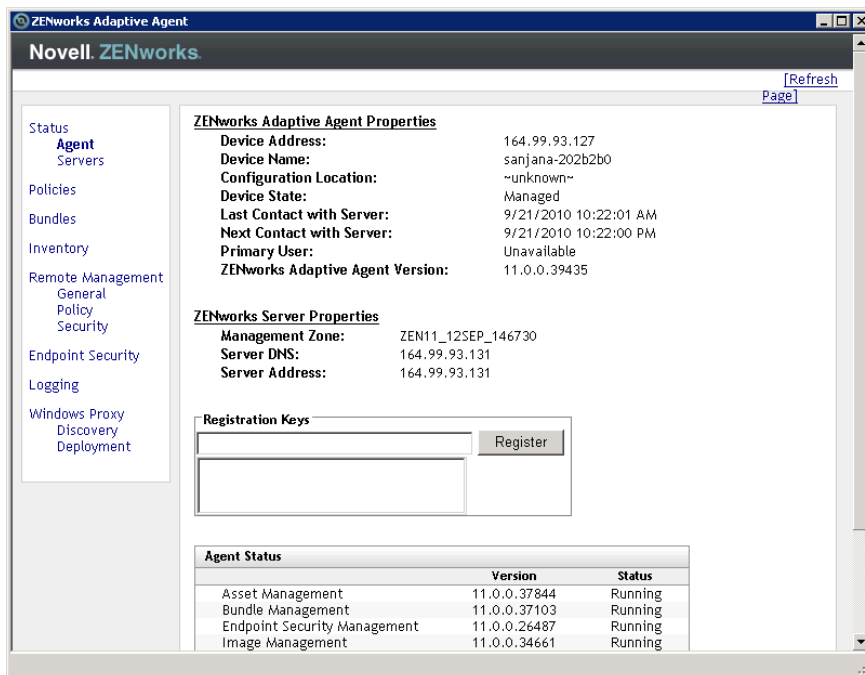 ZENworks Adaptive Agent
Novell. ZENworks.
[Refresh
Page]
Status
Agent
Servers
Policies
Bundles
Inventory
Remote Management
General
Policy
Security
Endpoint Security
Logging
Windows Proxy
Discovery
Deployment
ZENworks Adaptive Agent Properties
Device Address: 164.99.93.127
Device Name: sanjana-202b2b0
Configuration Location: ~unknown~
Device State: Managed
Last Contact with Server: 9/21/2010 10:22:01 AM
Next Contact with Server: 9/21/2010 10:22:00 PM
Primary User: Unavailable
ZENworks Adaptive Agent Version: 11.0.0.39435
ZENworks Server Properties
Management Zone: ZEN11_12SEP_146730
Server DNS: 164.99.93.131
Server Address: 164.99.93.131
Registration Keys
Register
Agent Status
Version Status
Asset Management 11.0.0.37844 Running
Bundle Management 11.0.0.37103 Running
Endpoint Security Management 11.0.0.26487 Running
Image Management 11.0.0.34661 Running